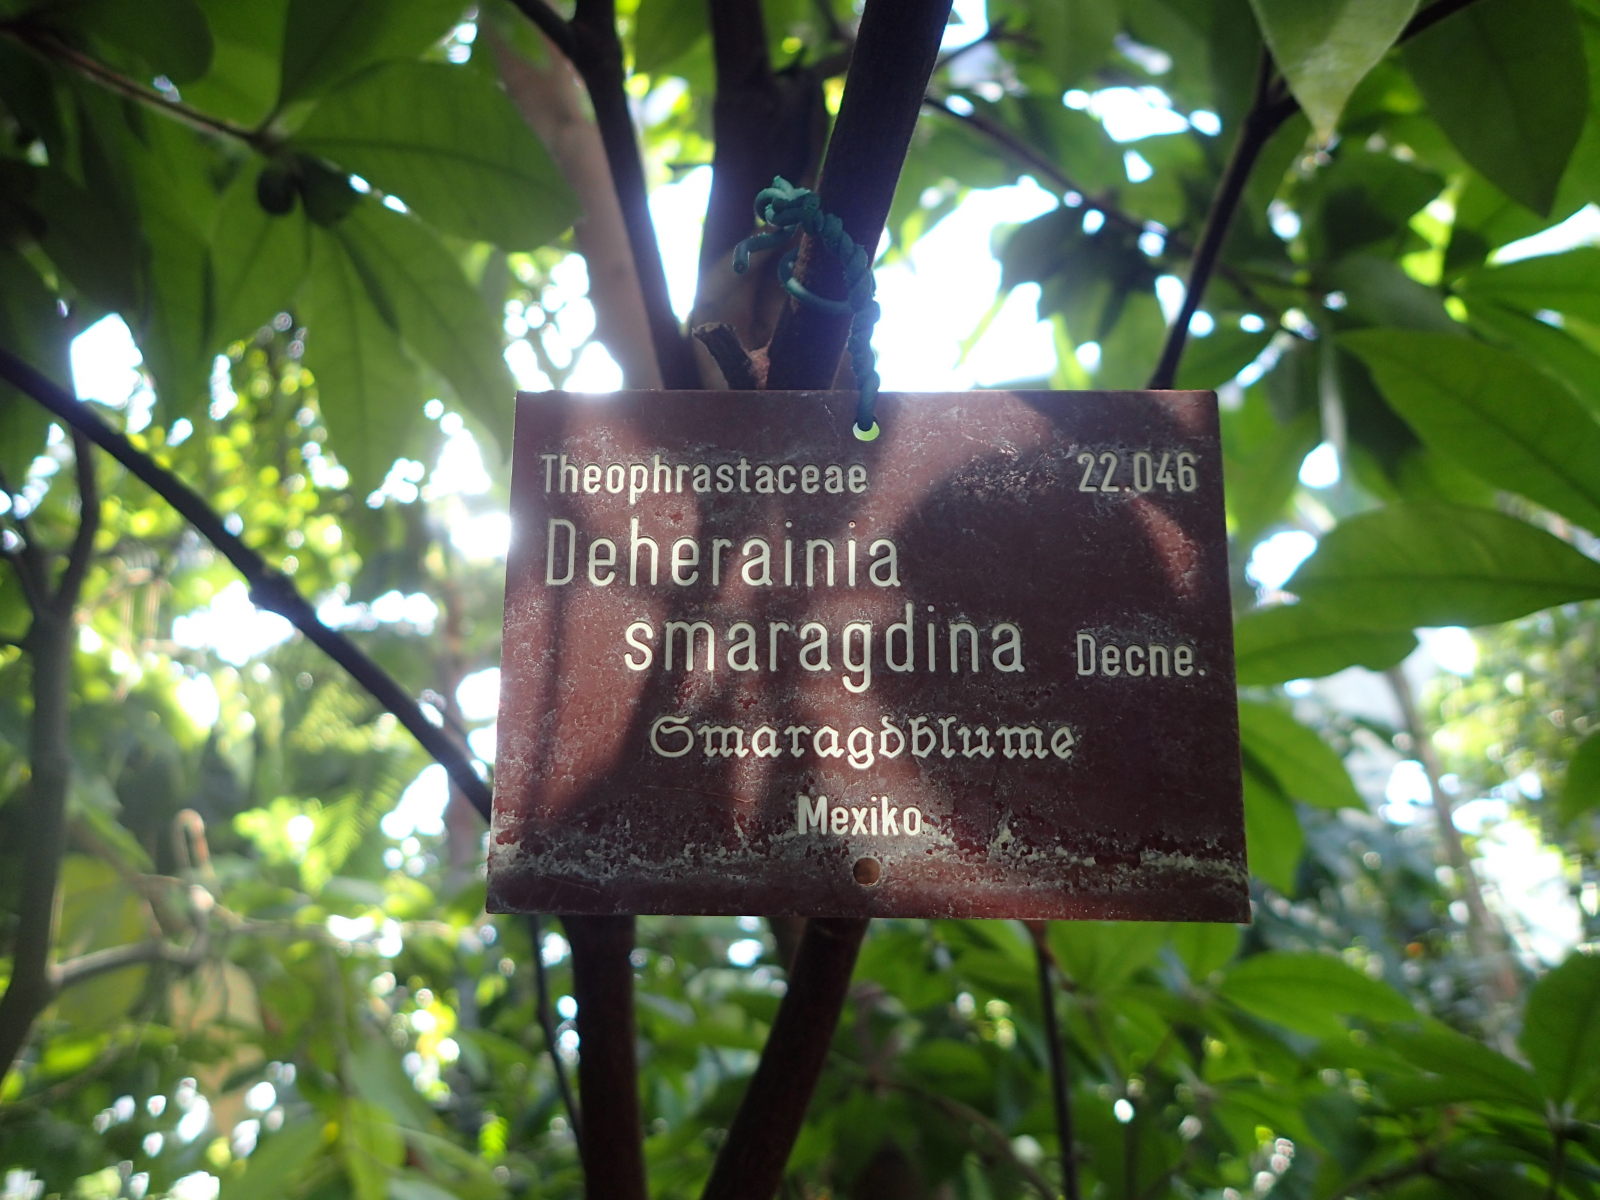 Theophrastaceae 22.046
Deherainia
smaragdina Decne.
Smaragdblume
Mexiko